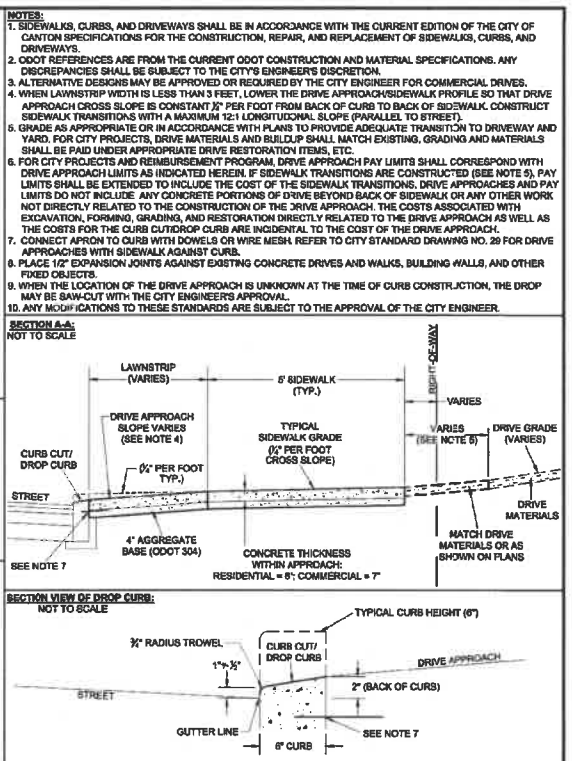 NOTES:
1. SIDEWALKS, CURBS, AND DRIVEWAYS SHALL BE IN ACCORDANCE WITH THE CURRENT EDITION OF THE CITY OF
CANTON SPECIFICATIONS FOR THE CONSTRUCTION, REPAIR, AND REPLACEMENT OF SIDEWALKS, CURBS, AND
DRIVEWAYS.
2. ODOT REFERENCES ARE FROM THE CURRENT ODOT CONSTRUCTION AND MATERIAL SPECIFICATIONS. ANY
DISCREPANCIES SHALL BE SUBJECT TO THE CITY'S ENGINEER'S DISCRETION.
3. ALTERNATIVE DESIGNS MAY BE APPROVED OR REQUIRED BY THE CITY ENGINEER FOR COMMERCIAL DRIVES.
4. WHEN LAWNSTRIP WIDTH IS LESS THAN 3 FEET, LOWER THE DRIVE APPROACH/SIDEWALK PROFILE SO THAT DRIVE
APPROACH CROSS SLOPE IS CONSTANT ¼" PER FOOT FROM BACK OF CURB TO BACK OF SIDEWALK. CONSTRUCT
SIDEWALK TRANSITIONS WITH A MAXIMUM 12:1 LONGITUDINAL SLOPE (PARALLEL TO STREET).
5. GRADE AS APPROPRIATE OR IN ACCORDANCE WITH PLANS TO PROVIDE ADEQUATE TRANSITION TO DRIVEWAY AND
YARD. FOR CITY PROJECTS, DRIVE MATERIALS AND BUILDUP SHALL MATCH EXISTING, GRADING AND MATERIALS
SHALL BE PAID UNDER APPROPRIATE DRIVE RESTORATION ITEMS, ETC.
6. FOR CITY PROJECTS AND REIMBURSEMENT PROGRAM, DRIVE APPROACH PAY LIMITS SHALL CORRESPOND WITH
DRIVE APPROACH LIMITS AS INDICATED HEREIN. IF SIDEWALK TRANSITIONS ARE CONSTRUCTED (SEE NOTE 5), PAY
LIMITS SHALL BE EXTENDED TO INCLUDE THE COST OF THE SIDEWALK TRANSITIONS. DRIVE APPROACHES AND PAY
LIMITS DO NOT INCLUDE ANY CONCRETE PORTIONS OF DRIVE BEYOND BACK OF SIDEWALK OR ANY OTHER WORK
NOT DIRECTLY RELATED TO THE CONSTRUCTION OF THE DRIVE APPROACH. THE COSTS ASSOCIATED WITH
EXCAVATION, FORMING, GRADING, AND RESTORATION DIRECTLY RELATED TO THE DRIVE APPROACH AS WELL AS
THE COSTS FOR THE CURB CUT/DROP CURB ARE INCIDENTAL TO THE COST OF THE DRIVE APPROACH.
7. CONNECT APRON TO CURB WITH DOWELS OR WIRE MESH. REFER TO CITY STANDARD DRAWING NO. 29 FOR DRIVE
APPROACHES WITH SIDEWALK AGAINST CURB.
8. PLACE 1/2" EXPANSION JOINTS AGAINST EXISTING CONCRETE DRIVES AND WALKS, BUILDING WALLS, AND OTHER
FIXED OBJECTS.
9. WHEN THE LOCATION OF THE DRIVE APPROACH IS UNKNOWN AT THE TIME OF CURB CONSTRUCTION, THE DROP
MAY BE SAW-CUT WITH THE CITY ENGINEER'S APPROVAL.
10. ANY MODIFICATIONS TO THESE STANDARDS ARE SUBJECT TO THE APPROVAL OF THE CITY ENGINEER.
SECTION A-A:
NOT TO SCALE
LAWNSTRIP
(VARIES)
5' SIDEWALK
(TYP.)
RIGHT-OF-WAY
VARIES
DRIVE APPROACH
SLOPE VARIES
(SEE NOTE 4)
TYPICAL
SIDEWALK GRADE
(¼" PER FOOT
CROSS SLOPE)
VARIES
(SEE NOTE 5)
DRIVE GRADE
(VARIES)
CURB CUT/
DROP CURB
(¼" PER FOOT
TYP.)
STREET
DRIVE
MATERIALS
4" AGGREGATE
BASE (ODOT 304)
SEE NOTE 7
CONCRETE THICKNESS
WITHIN APPROACH:
RESIDENTIAL = 6"; COMMERCIAL = 7"
MATCH DRIVE
MATERIALS OR AS
SHOWN ON PLANS
SECTION VIEW OF DROP CURB:
NOT TO SCALE
TYPICAL CURB HEIGHT (6")
¾" RADIUS TROWEL
CURB CUT/
DROP CURB
DRIVE APPROACH
1"+-½"
STREET
2" (BACK OF CURB)
GUTTER LINE
SEE NOTE 7
6" CURB